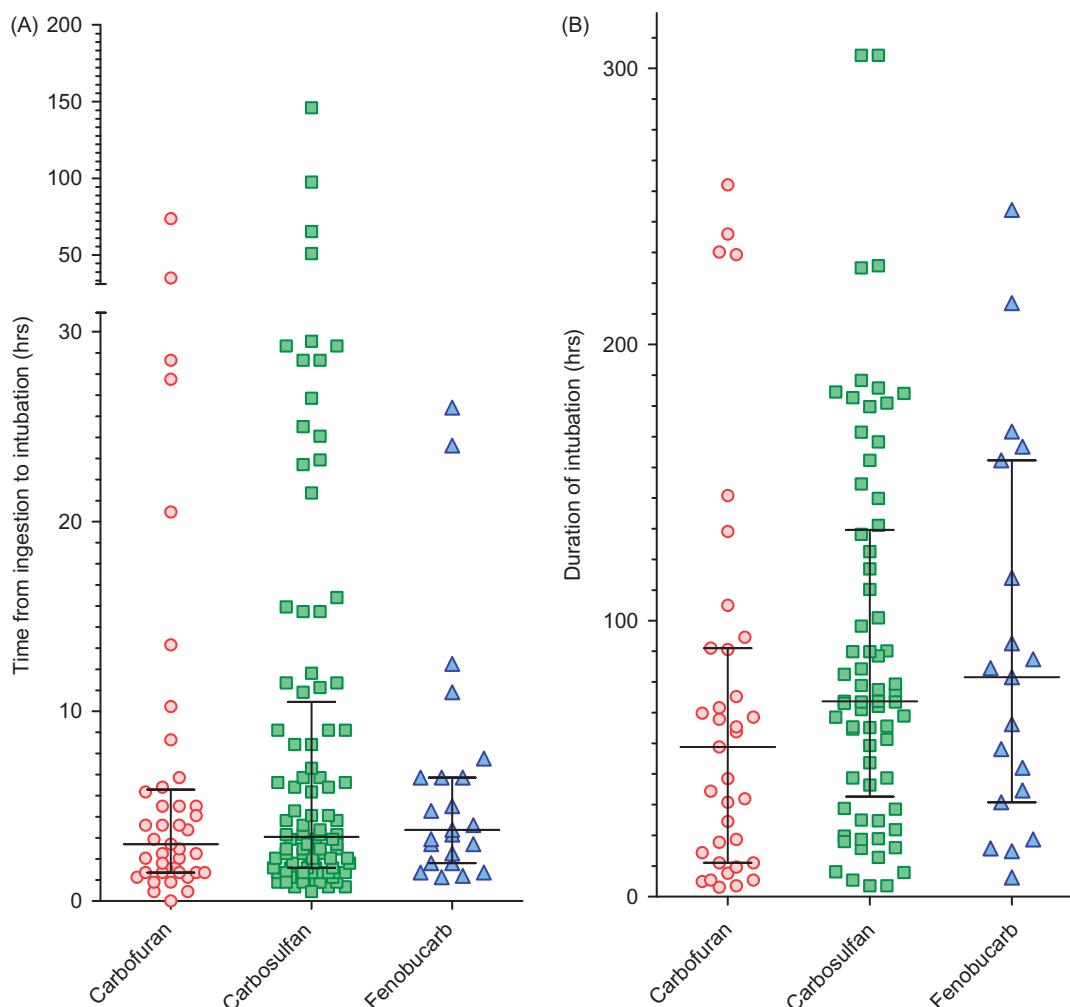 (A)
Time from ingestion to intubation (hrs)
200
150
100
50
30
20
10
0
Carbofuran
Carbosulfan
Fenobucarb
(B)
Duration of intubation (hrs)
300
200
100
0
Carbofuran
Carbosulfan
Fenobucarb